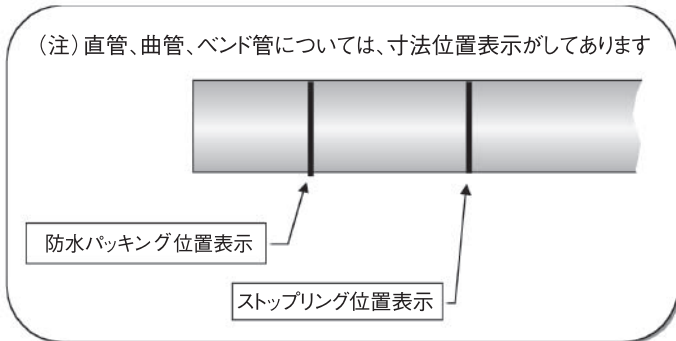 （注）直管、曲管、ベンド管については、寸法位置表示がしてあります
防水パッキング位置表示
ストップリング位置表示